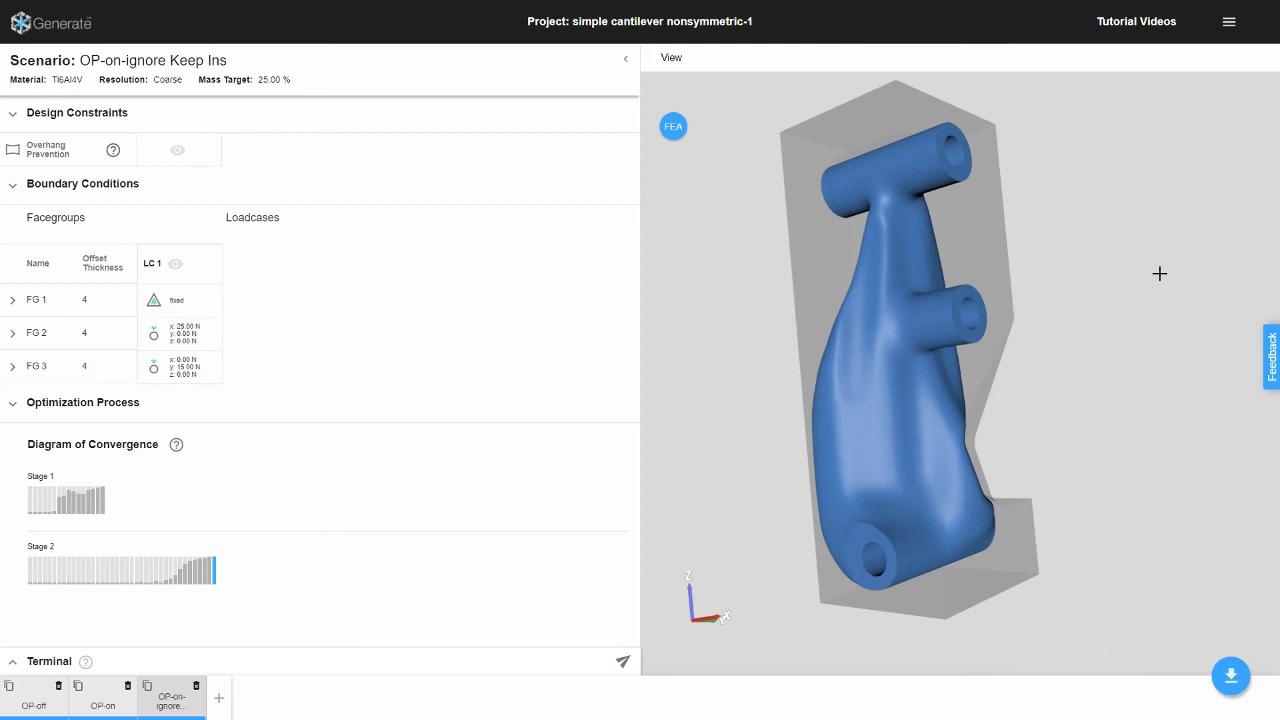 Generate
Project: simple cantilever nonsymmetric-1
Tutorial Videos
Scenario: OP-on-ignore Keep Ins
Material: TI6Al4V Resolution: Coarse Mass Target: 25.00 %
View
Design Constraints
Overhang
Prevention
?
FEA
Boundary Conditions
Facegroups
Loadcases
Name
Offset
Thickness
LC 1
FG 1
4
fixed
FG 2
4
x: 25.00 N
y: 0.00 N
z: 0.00 N
FG 3
4
x: 0.00 N
y: 15.00 N
z: 0.00 N
Feedback
Optimization Process
Diagram of Convergence ?
Stage 1
Stage 2
Z
X
Y
Terminal ?
OP-off
OP-on
OP-on-
ignore...
+